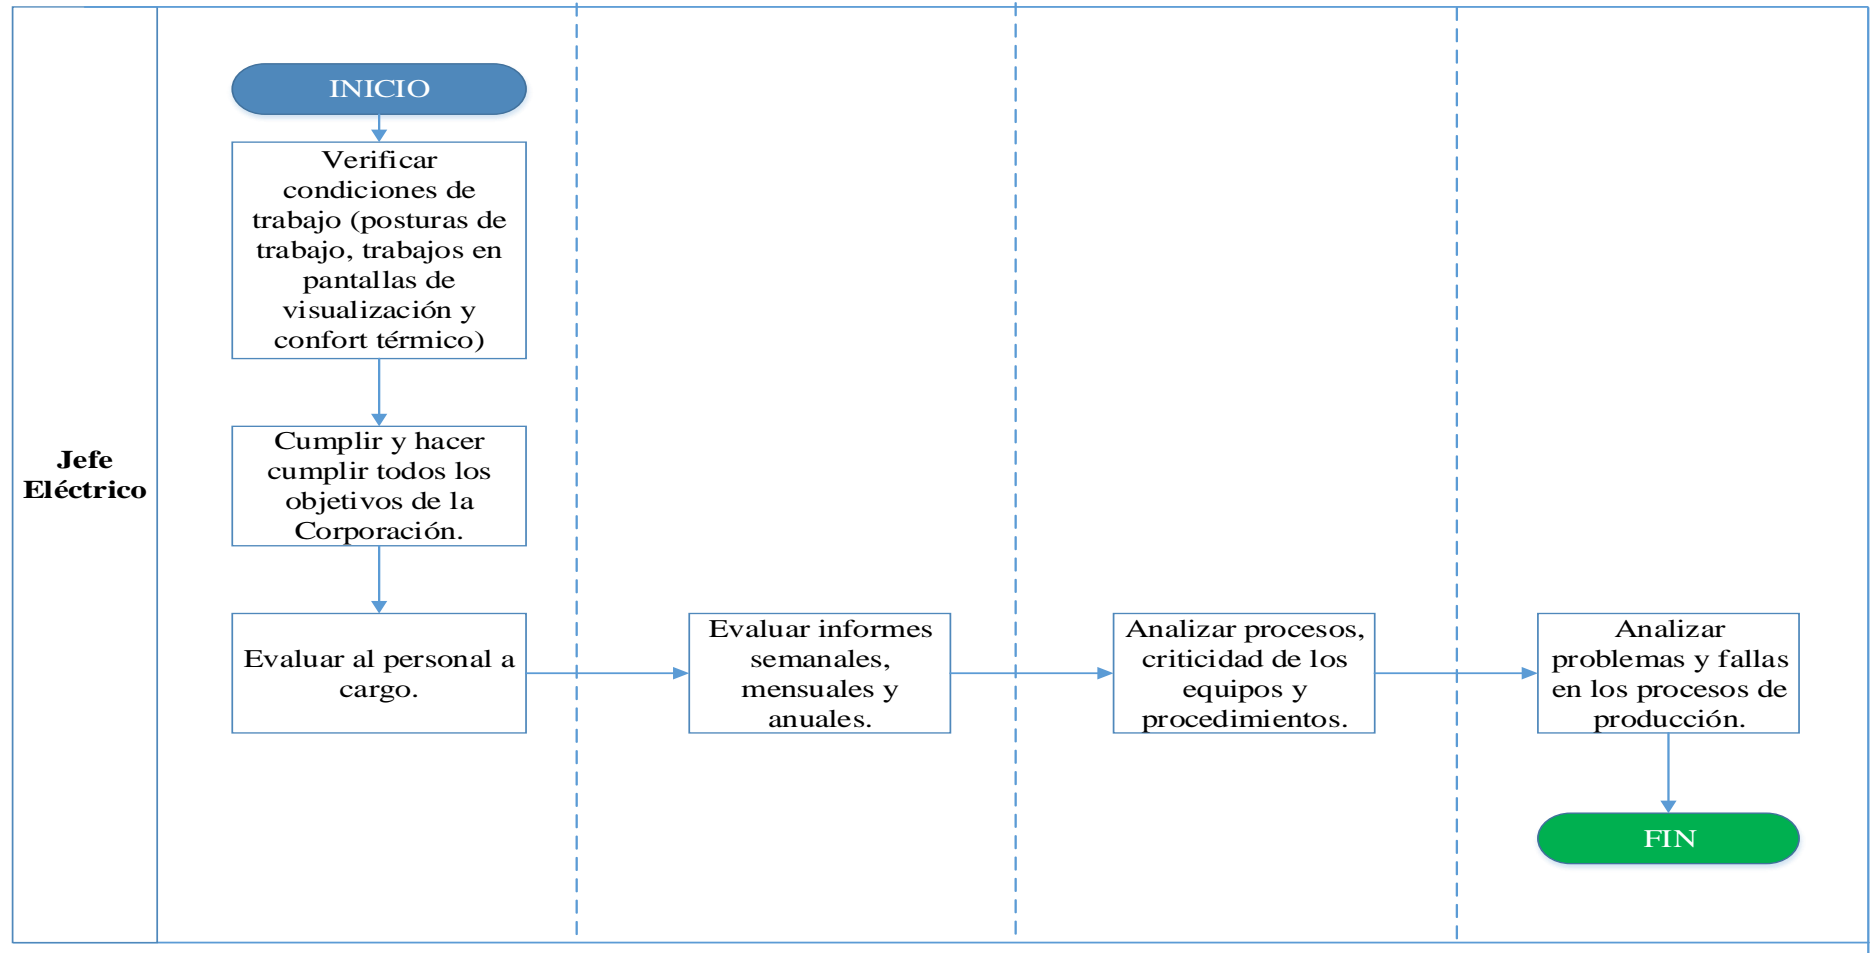 Jefe
Eléctrico
INICIO
Verificar
condiciones de
trabajo (posturas de
trabajo, trabajos en
pantallas de
visualización y
confort térmico)
Cumplir y hacer
cumplir todos los
objetivos de la
Corporación.
Evaluar al personal a
cargo.
Evaluar informes
semanales,
mensuales y
anuales.
Analizar procesos,
criticidad de los
equipos y
procedimientos.
Analizar
problemas y fallas
en los procesos de
producción.
FIN